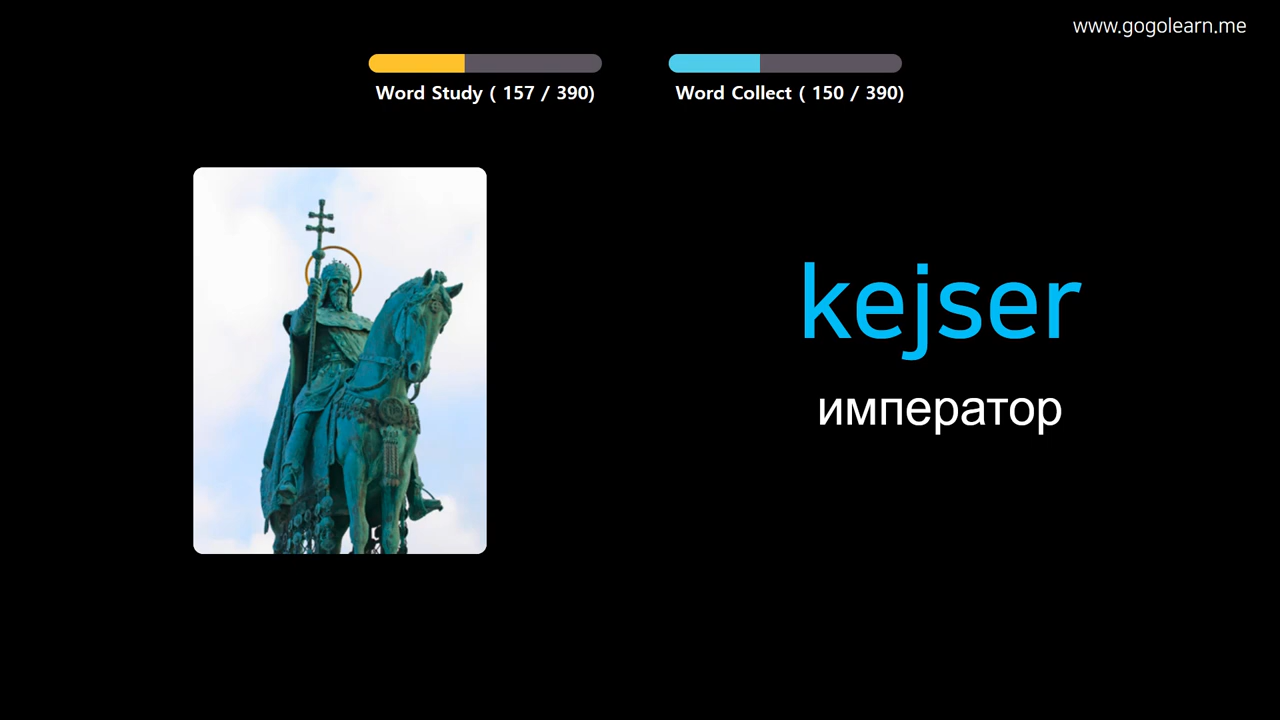 www.gogolearn.me
Word Study ( 157 / 390)
Word Collect ( 150 / 390)
kejser
император